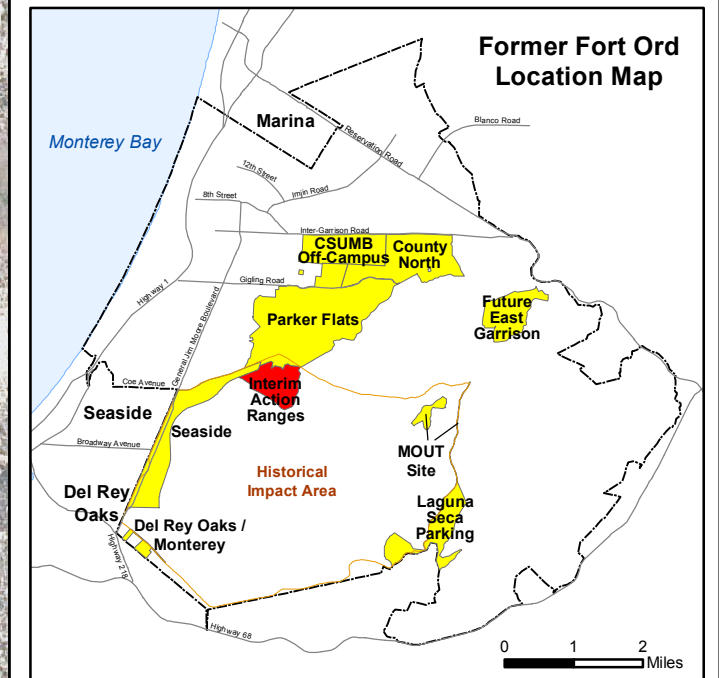 Former Fort Ord
Location Map
Marina
Monterey Bay
Blanco Road
Reservation Road
12th Street
Imjin Road
8th Street
Inter-Garrison Road
CSUMB
Off-Campus
County
North
Gigling Road
Highway 1
General Jim Moore Boulevard
Parker Flats
Future
East
Garrison
Coe Avenue
Interim
Action
Ranges
Seaside
Seaside
Broadway Avenue
MOUT
Site
Historical
Impact Area
Del Rey
Oaks
Laguna
Seca
Parking
Del Rey Oaks /
Monterey
Highway 218
Highway 68
0 1 2
Miles